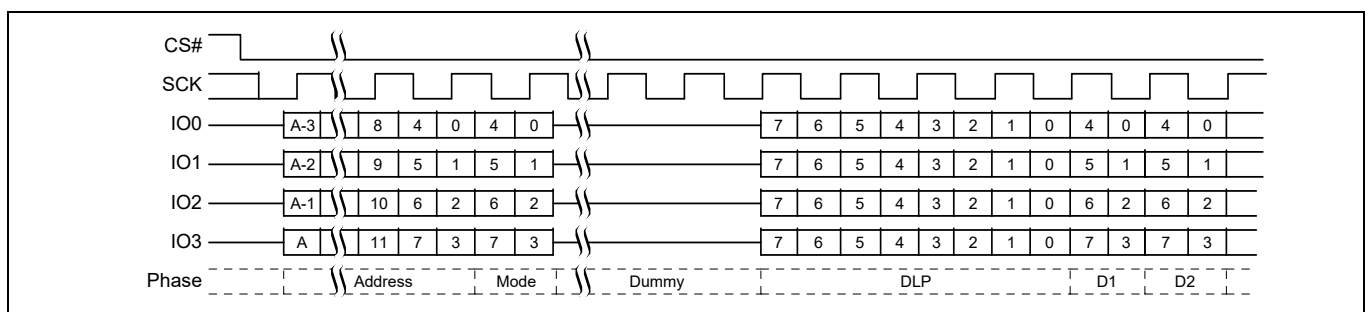 CS#
SCK
IO0 A-3 8 4 0 4 0 7 6 5 4 3 2 1 0 4 0 4 0
IO1 A-2 9 5 1 5 1 7 6 5 4 3 2 1 0 5 1 5 1
IO2 A-1 10 6 2 6 2 7 6 5 4 3 2 1 0 6 2 6 2
IO3 A 11 7 3 7 3 7 6 5 4 3 2 1 0 7 3 7 3
Phase Address Mode Dummy DLP D1 D2